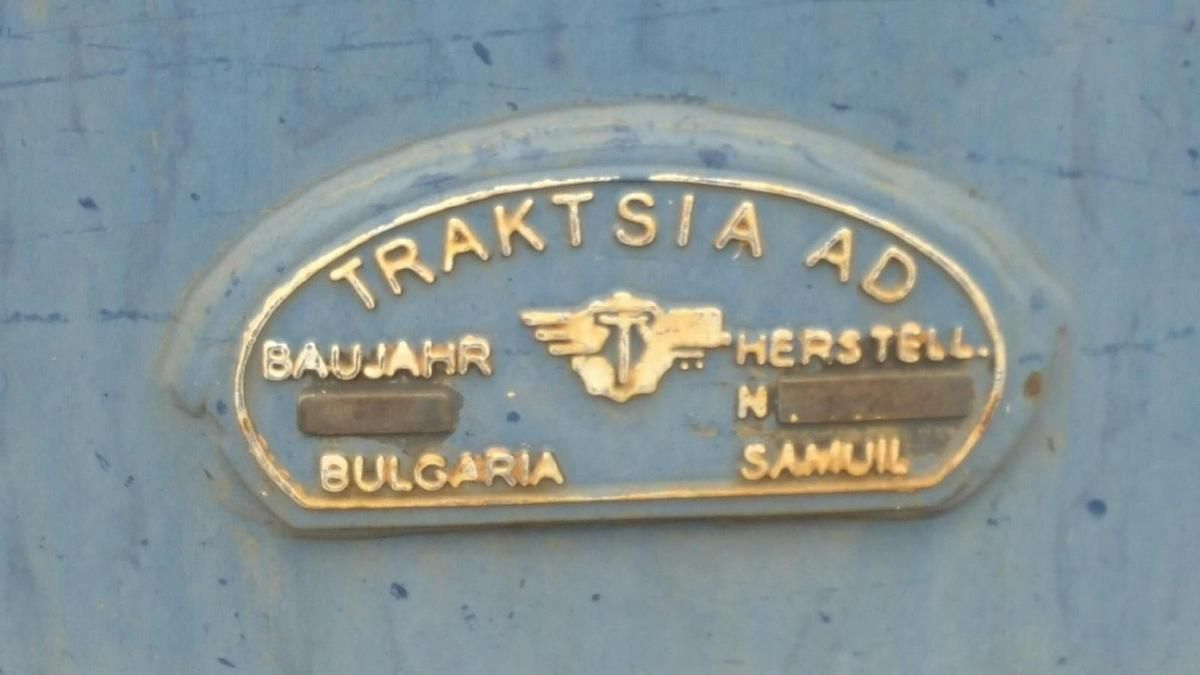 TRAKTSIA AD
T
BAUJAHR
HERSTELL.
N
BULGARIA
SAMUIL